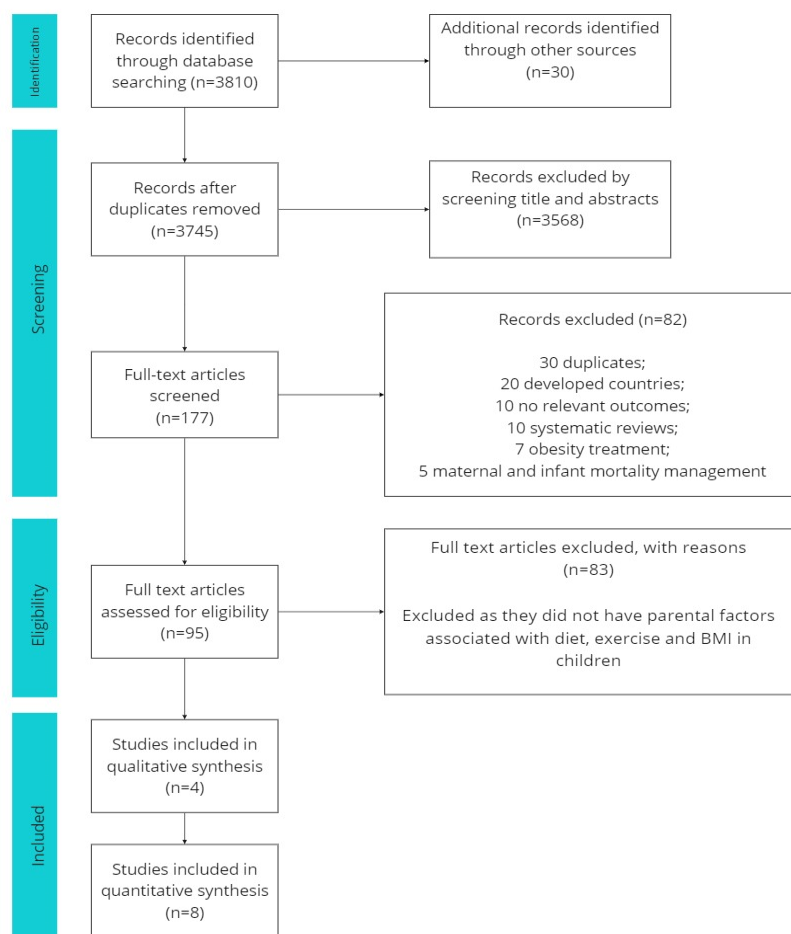 Identification
Records identified
through database
searching (n=3810)
Additional records identified
through other sources
(n=30)
Screening
Records after
duplicates removed
(n=3745)
Records excluded by
screening title and abstracts
(n=3568)
Full-text articles
screened
(n=177)
Records excluded (n=82)
30 duplicates;
20 developed countries;
10 no relevant outcomes;
10 systematic reviews;
7 obesity treatment;
5 maternal and infant mortality management
Eligibility
Full text articles
assessed for eligibility
(n=95)
Full text articles excluded, with reasons
(n=83)
Excluded as they did not have parental factors
associated with diet, exercise and BMI in
children
Included
Studies included in
qualitative synthesis
(n=4)
Studies included in
quantitative synthesis
(n=8)